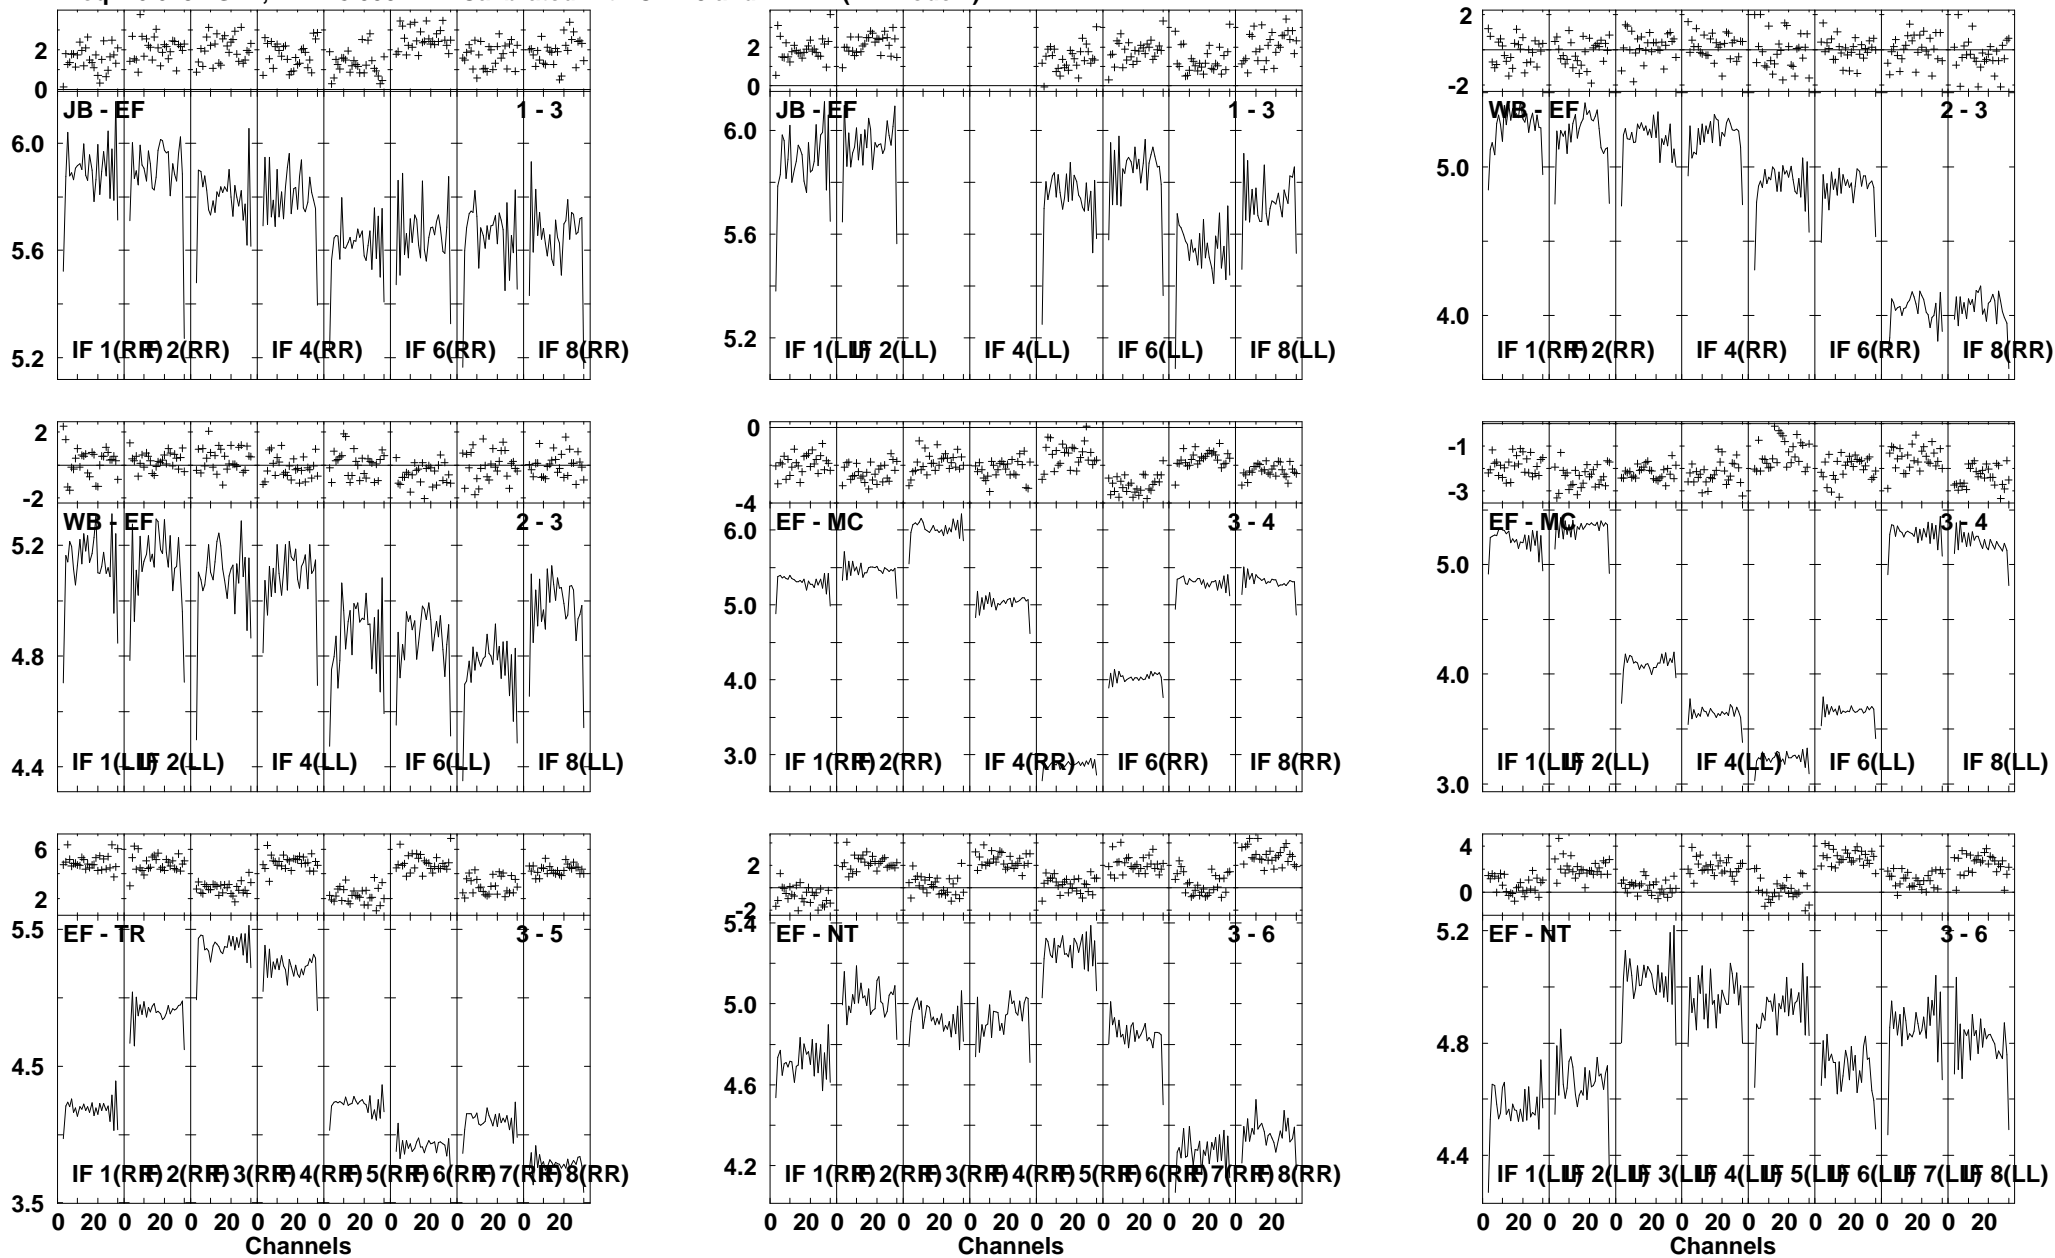 2
0
JB - EF 1 - 3
6.0
5.6
5.2
IF 1(RR) IF 2(RR) IF 4(RR) IF 6(RR) IF 8(RR)
2
0
JB - EF 1 - 3
6.0
5.6
5.2
IF 1(LL) IF 2(LL) IF 4(LL) IF 6(LL) IF 8(LL)
2
-2
WB - EF 2 - 3
5.0
4.0
IF 1(RR) IF 2(RR) IF 4(RR) IF 6(RR) IF 8(RR)
2
-2
WB - EF 2 - 3
5.2
4.8
4.4
IF 1(LL) IF 2(LL) IF 4(LL) IF 6(LL) IF 8(LL)
0
-4
EF - MC 3 - 4
6.0
5.0
4.0
3.0
IF 1(RR) IF 2(RR) IF 4(RR) IF 6(RR) IF 8(RR)
-1
-3
EF - MC 3 - 4
5.0
4.0
3.0
IF 1(LL) IF 2(LL) IF 4(LL) IF 6(LL) IF 8(LL)
6
2
EF - TR 3 - 5
5.5
4.5
3.5
IF 1(RR) IF 2(RR) IF 3(RR) IF 4(RR) IF 5(RR) IF 6(RR) IF 7(RR) IF 8(RR)
0 20 0 20 0 20 0 20 0 20 0 20 0 20 0 20
Channels
2
-2
EF - NT 3 - 6
5.4
5.0
4.6
4.2
IF 1(RR) IF 2(RR) IF 3(RR) IF 4(RR) IF 5(RR) IF 6(RR) IF 7(RR) IF 8(RR)
0 20 0 20 0 20 0 20 0 20 0 20 0 20 0 20
Channels
4
0
EF - NT 3 - 6
5.2
4.8
4.4
IF 1(LL) IF 2(LL) IF 3(LL) IF 4(LL) IF 5(LL) IF 6(LL) IF 7(LL) IF 8(LL)
0 20 0 20 0 20 0 20 0 20 0 20 0 20 0 20
Channels